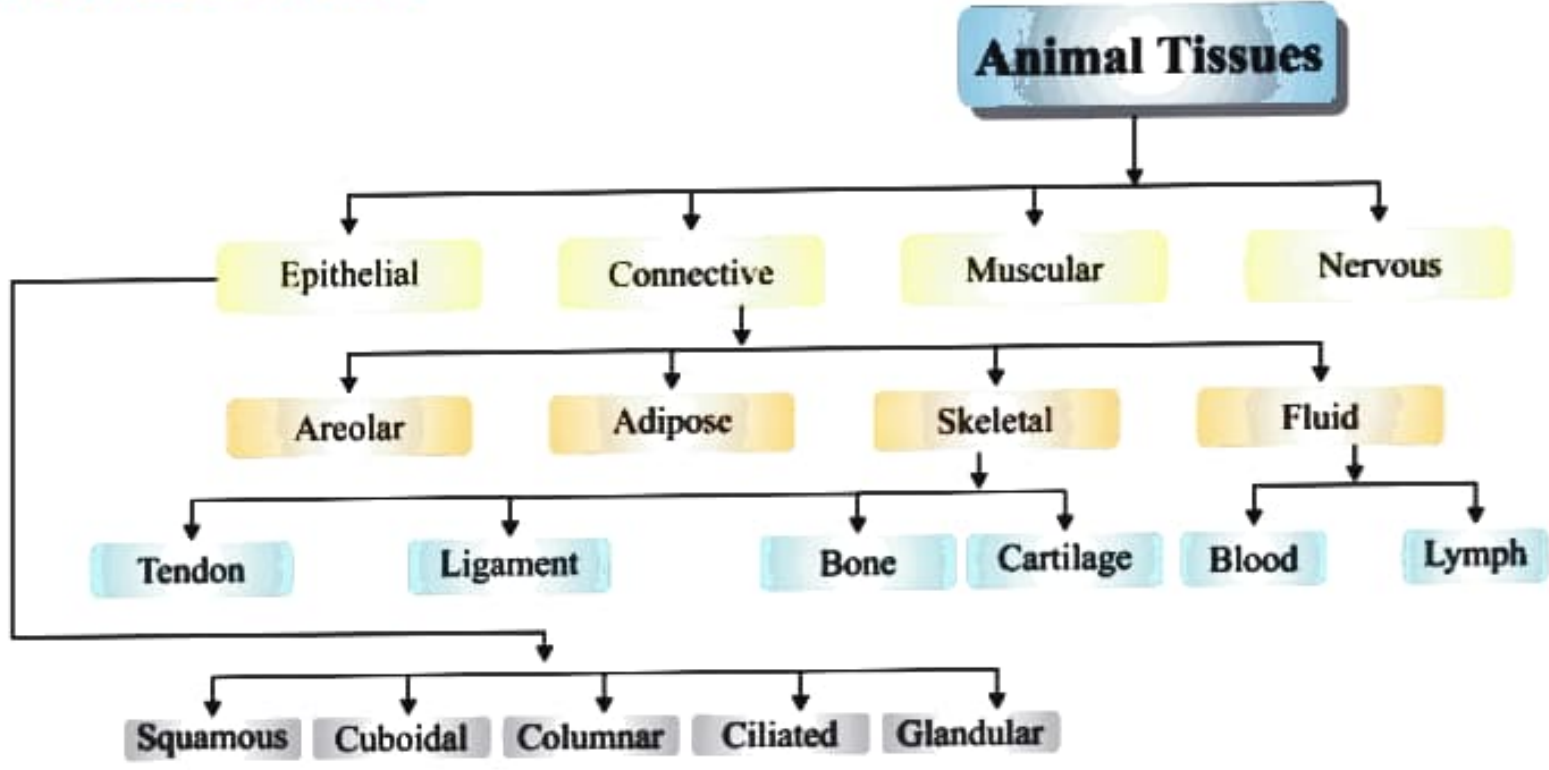 Animal Tissues
Epithelial
Connective
Muscular
Nervous
Areolar
Adipose
Skeletal
Fluid
Tendon
Ligament
Bone
Cartilage
Blood
Lymph
Squamous
Cuboidal
Columnar
Ciliated
Glandular